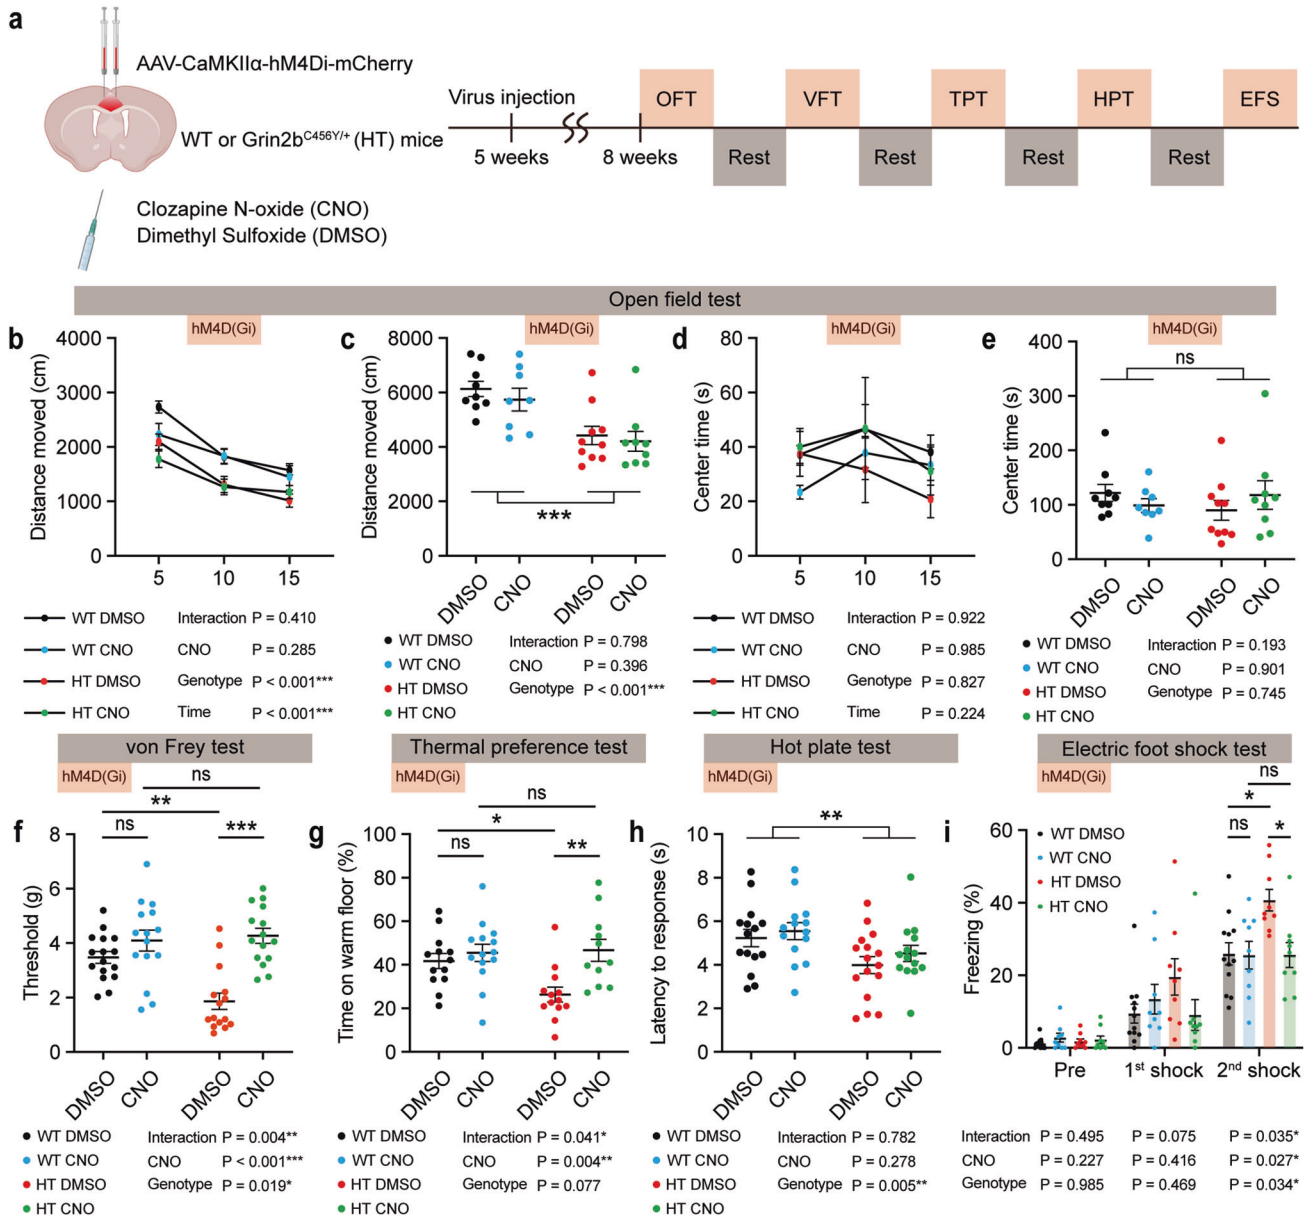 a
AAV-CaMKIIα-hM4Di-mCherry
WT or Grin2b^C456Y/+ (HT) mice
Clozapine N-oxide (CNO)
Dimethyl Sulfoxide (DMSO)
Virus injection
5 weeks
8 weeks
OFT
VFT
TPT
HPT
EFS
Rest
Rest
Rest
Rest
Open field test
b
hM4D(Gi)
Distance moved (cm)
4000
3000
2000
1000
0
5 10 15
WT DMSO
WT CNO
HT DMSO
HT CNO
Interaction P = 0.410
CNO P = 0.285
Genotype P < 0.001***
Time P < 0.001***
c
hM4D(Gi)
Distance moved (cm)
8000
6000
4000
2000
0
***
DMSO CNO DMSO CNO
WT DMSO
WT CNO
HT DMSO
HT CNO
Interaction P = 0.798
CNO P = 0.396
Genotype P < 0.001***
d
hM4D(Gi)
Center time (s)
80
60
40
20
0
5 10 15
WT DMSO
WT CNO
HT DMSO
HT CNO
Interaction P = 0.922
CNO P = 0.985
Genotype P = 0.827
Time P = 0.224
e
hM4D(Gi)
Center time (s)
400
300
200
100
0
ns
DMSO CNO DMSO CNO
WT DMSO
WT CNO
HT DMSO
HT CNO
Interaction P = 0.193
CNO P = 0.901
Genotype P = 0.745
von Frey test
hM4D(Gi)
f
ns
**
ns
***
Threshold (g)
8
6
4
2
0
DMSO CNO DMSO CNO
WT DMSO
WT CNO
HT DMSO
HT CNO
Interaction P = 0.004**
CNO P < 0.001***
Genotype P = 0.019*
Thermal preference test
hM4D(Gi)
g
ns
*
ns
**
Time on warm floor (%)
100
80
60
40
20
0
DMSO CNO DMSO CNO
WT DMSO
WT CNO
HT DMSO
HT CNO
Interaction P = 0.041*
CNO P = 0.004**
Genotype P = 0.077
Hot plate test
hM4D(Gi)
h
**
Latency to response (s)
10
8
6
4
2
0
DMSO CNO DMSO CNO
WT DMSO
WT CNO
HT DMSO
HT CNO
Interaction P = 0.782
CNO P = 0.278
Genotype P = 0.005**
Electric foot shock test
hM4D(Gi)
i
ns
*
ns
*
WT DMSO
WT CNO
HT DMSO
HT CNO
Freezing (%)
60
40
20
0
Pre 1st shock 2nd shock
Interaction P = 0.495 P = 0.075 P = 0.035*
CNO P = 0.227 P = 0.416 P = 0.027*
Genotype P = 0.985 P = 0.469 P = 0.034*